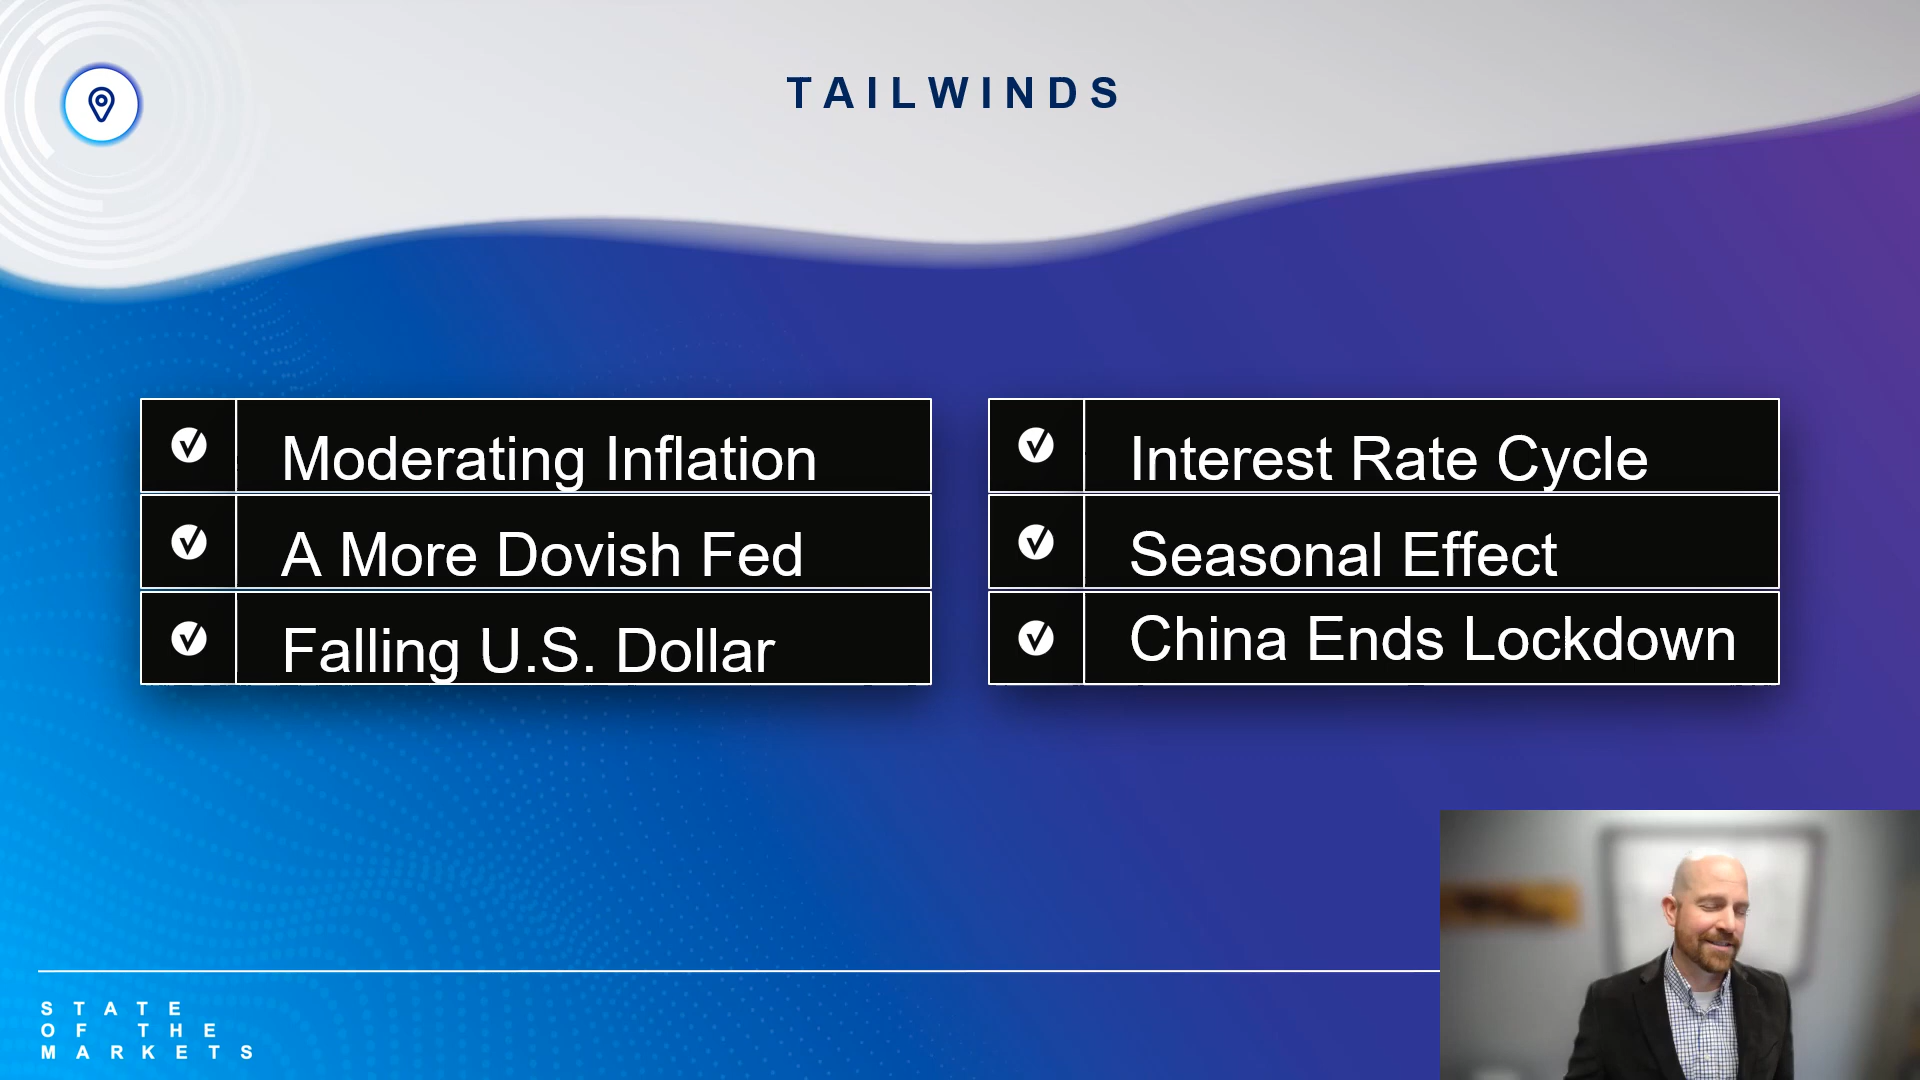 TAILWINDS
Moderating Inflation
A More Dovish Fed
Falling U.S. Dollar
Interest Rate Cycle
Seasonal Effect
China Ends Lockdown
STATE
OF THE
MARKETS